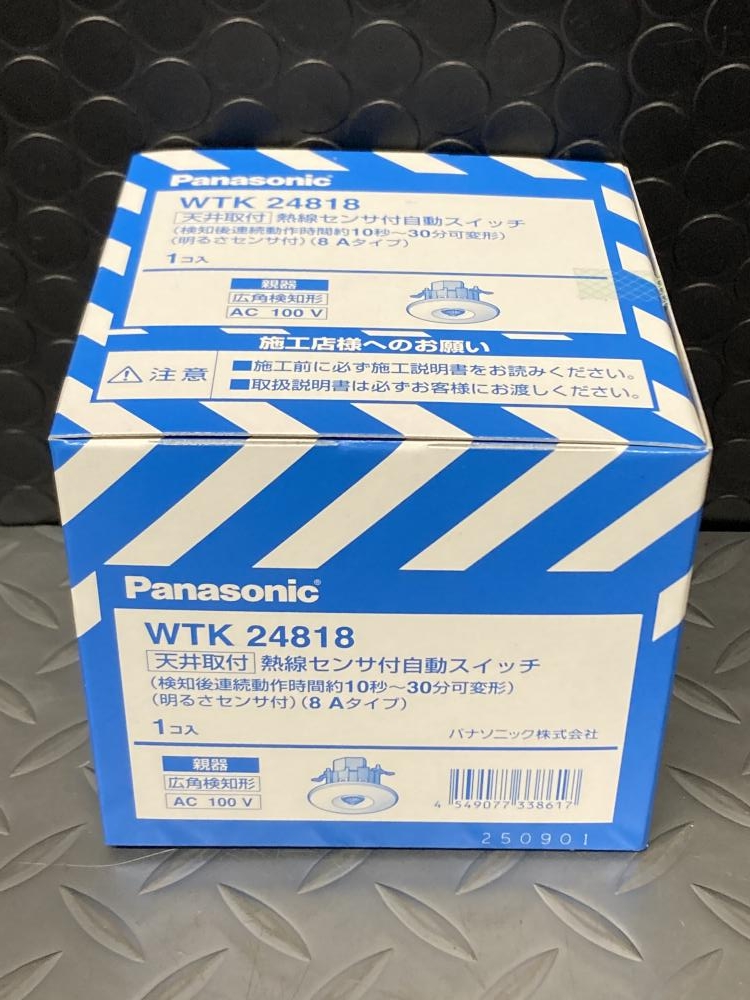 Panasonic
WTK 24818
天井取付 熱線センサ付自動スイッチ
(検知後連続動作時間約10秒~30分可変形)
(明るさセンサ付)(8 Aタイプ)
1コ入
親器
広角検知形
AC 100 V
施工店様へのお願い
注意
■施工前に必ず施工説明書をお読みください。
■取扱説明書は必ずお客様にお渡しください。
Panasonic®
WTK 24818
天井取付 熱線センサ付自動スイッチ
(検知後連続動作時間約10秒~30分可変形)
(明るさセンサ付)(8 Aタイプ)
1コ入
パナソニック株式会社
親器
広角検知形
AC 100 V
4 549077 338617
250901